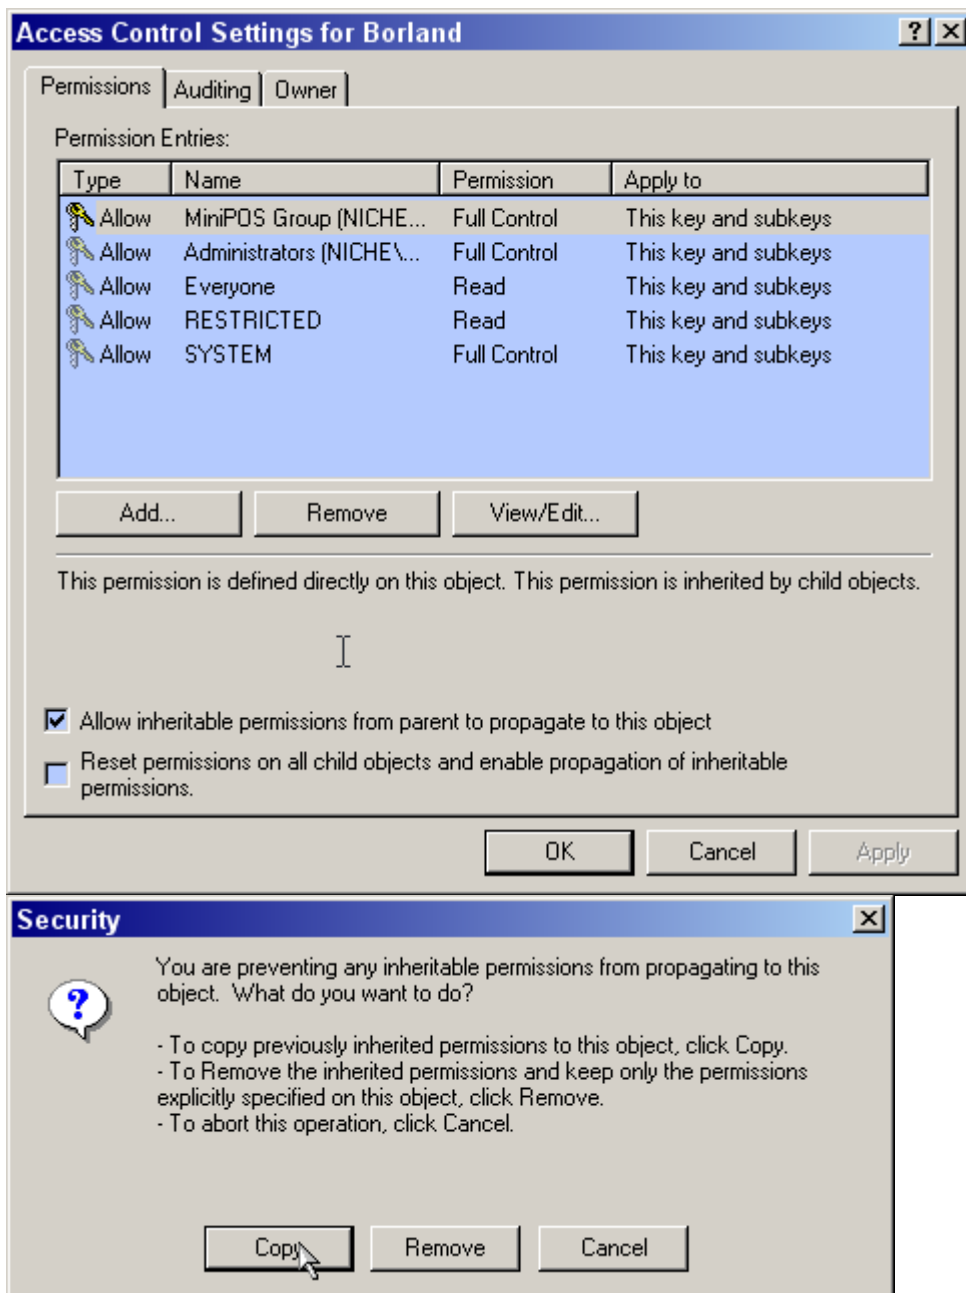 Access Control Settings for Borland
Permissions Auditing Owner
Permission Entries:
Type Name Permission Apply to
Allow MiniPOS Group (NICHE... Full Control This key and subkeys
Allow Administrators (NICHE\... Full Control This key and subkeys
Allow Everyone Read This key and subkeys
Allow RESTRICTED Read This key and subkeys
Allow SYSTEM Full Control This key and subkeys
Add... Remove View/Edit...
This permission is defined directly on this object. This permission is inherited by child objects.
Allow inheritable permissions from parent to propagate to this object
Reset permissions on all child objects and enable propagation of inheritable
permissions.
OK Cancel Apply
Security
You are preventing any inheritable permissions from propagating to this
object. What do you want to do?
- To copy previously inherited permissions to this object, click Copy.
- To Remove the inherited permissions and keep only the permissions
explicitly specified on this object, click Remove.
- To abort this operation, click Cancel.
Copy Remove Cancel